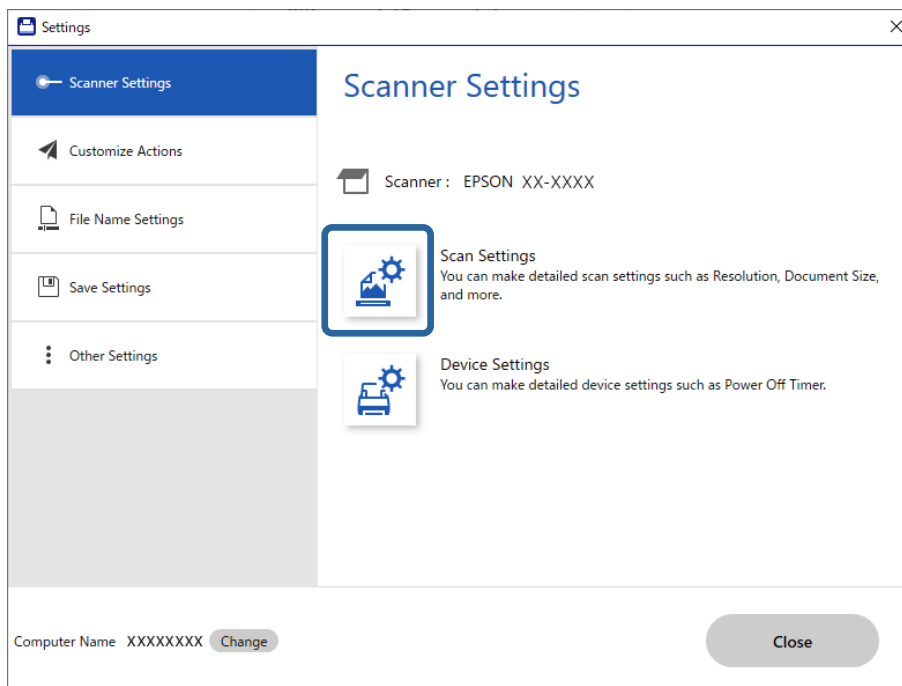 Settings
Scanner Settings
Customize Actions
File Name Settings
Save Settings
Other Settings
Scanner Settings
Scanner : EPSON XX-XXXX
Scan Settings
You can make detailed scan settings such as Resolution, Document Size,
and more.
Device Settings
You can make detailed device settings such as Power Off Timer.
Computer Name XXXXXXXX Change
Close